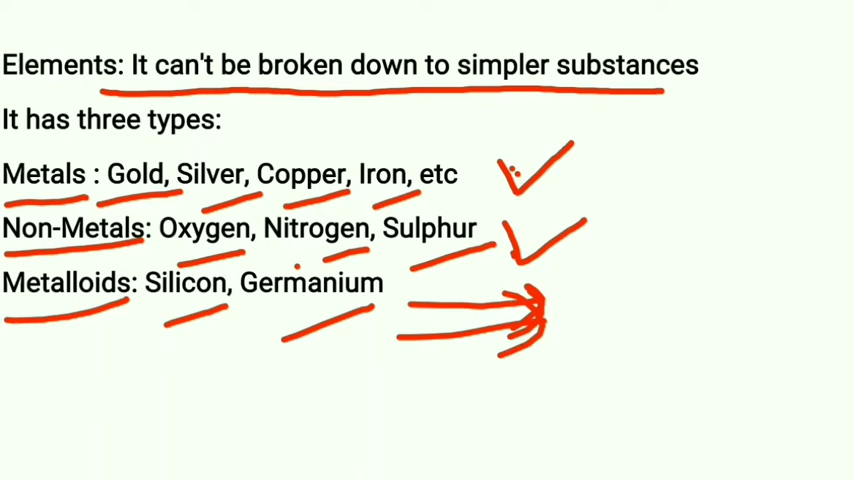 Elements: It can't be broken down to simpler substances
It has three types:
Metals : Gold, Silver, Copper, Iron, etc
Non-Metals: Oxygen, Nitrogen, Sulphur
Metalloids: Silicon, Germanium